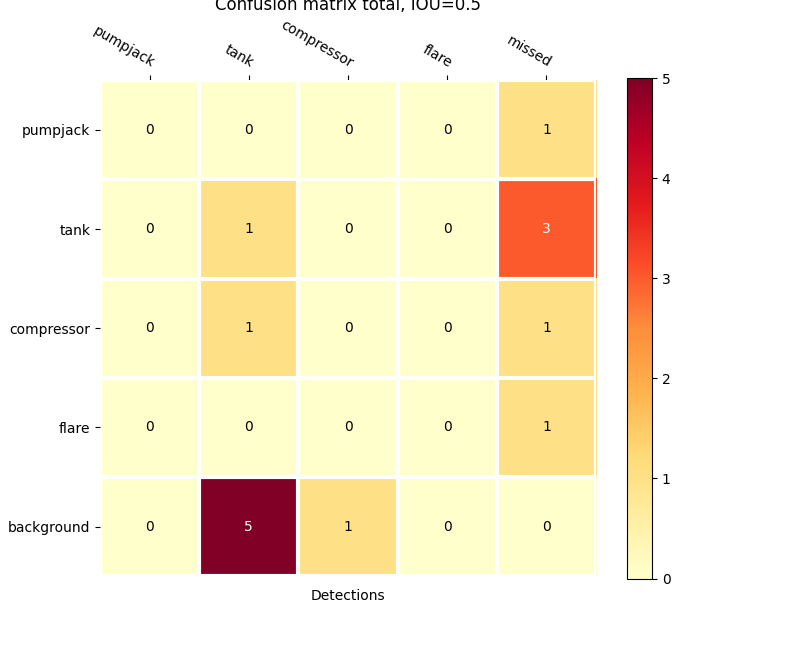 Confusion matrix total, IOU=0.5
pumpjack tank compressor flare missed
pumpjack 0 0 0 0 1
tank 0 1 0 0 3
compressor 0 1 0 0 1
flare 0 0 0 0 1
background 0 5 1 0 0
Detections
5
4
3
2
1
0